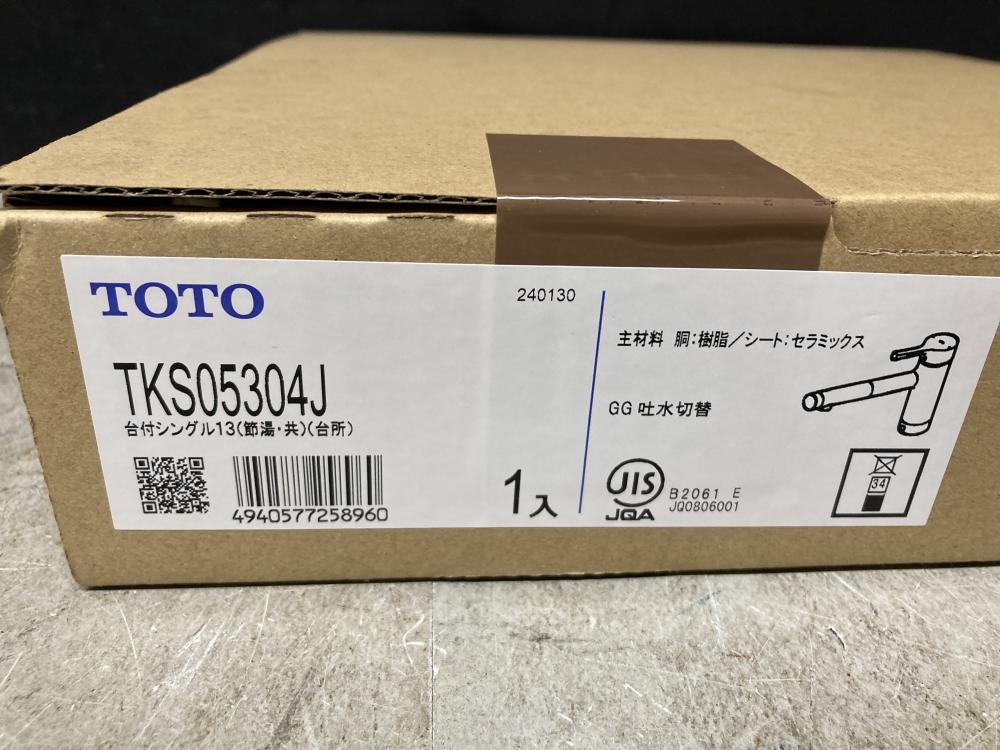 TOTO
240130
TKS05304J
台付シングル13(節湯・共)(台所)
4940577258960
1入
主材料 胴:樹脂/シート:セラミックス
GG 吐水切替
JIS
JQA
B2061 E
JQ0806001
34